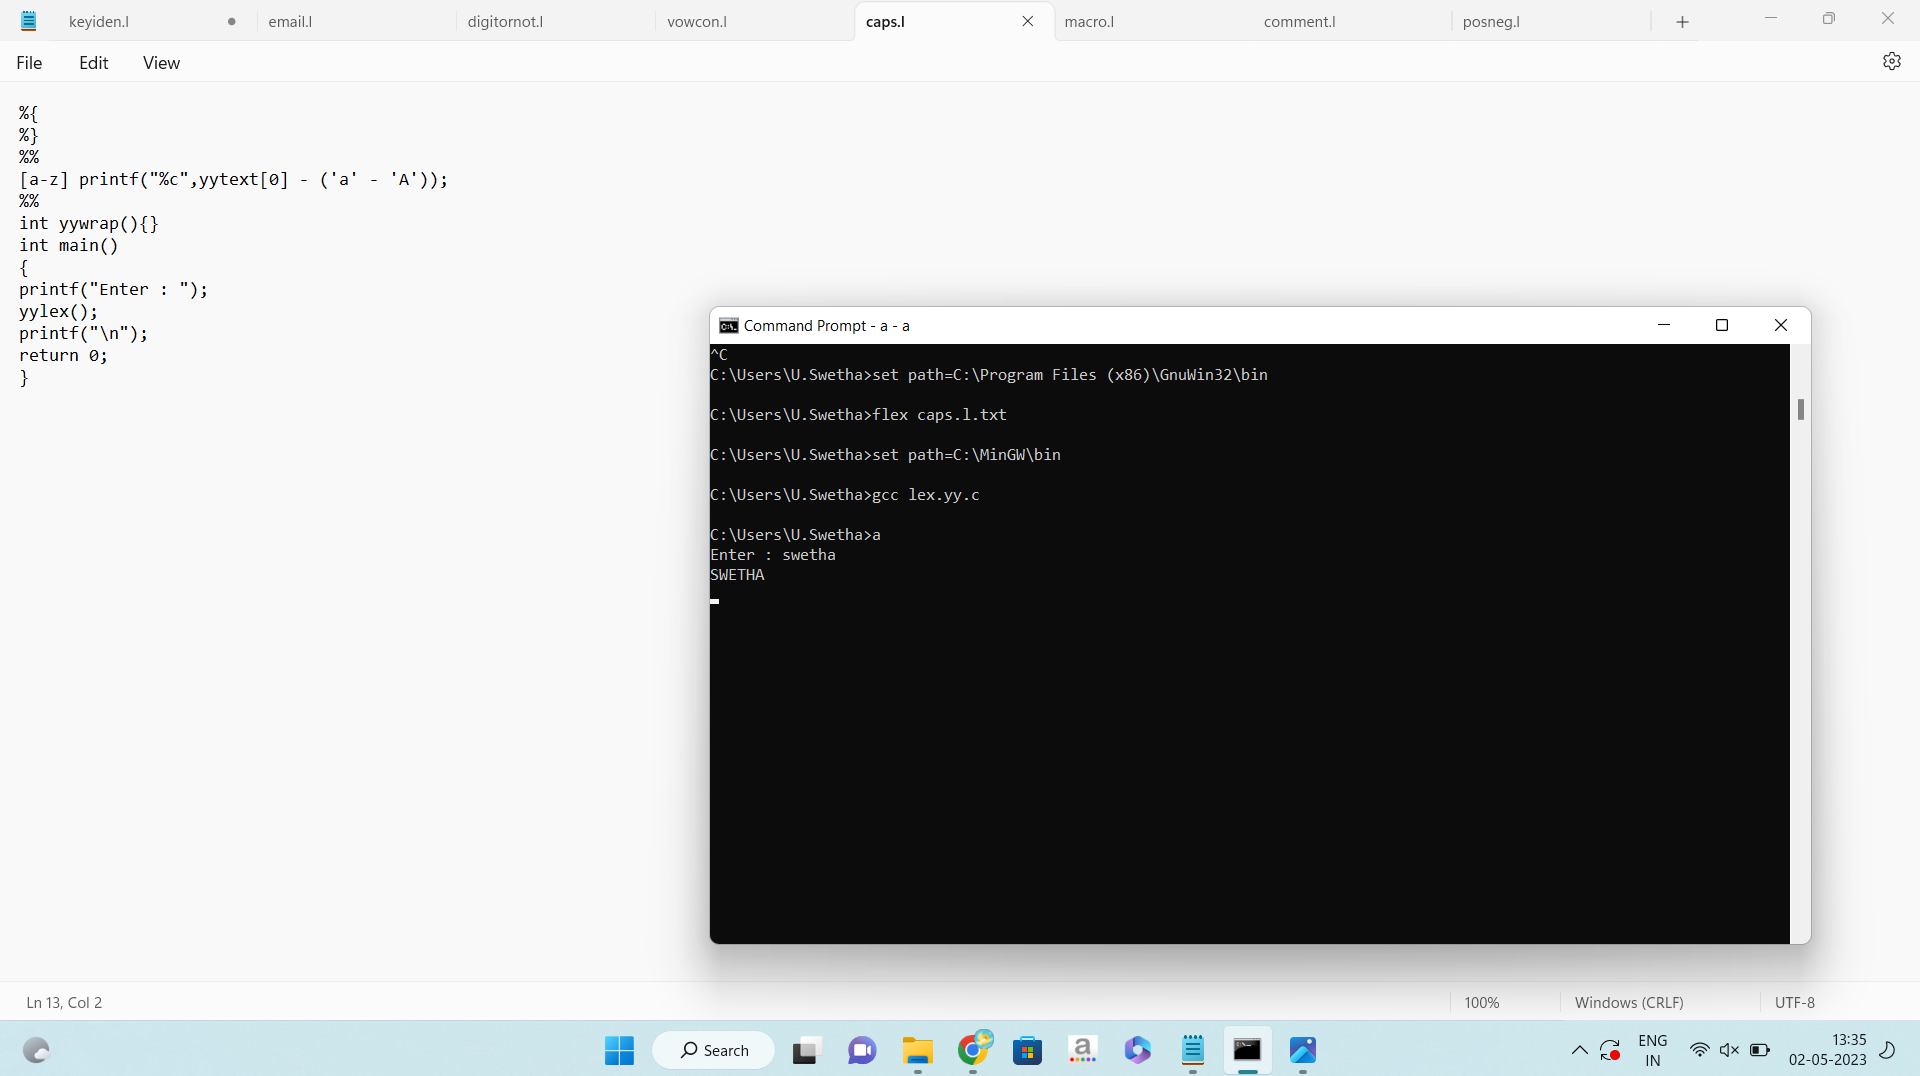 keyiden.l
email.l
digitornot.l
vowcon.l
caps.l
macro.l
comment.l
posneg.l
File
Edit
View
%{
%}
%%
[a-z] printf("%c",yytext[0] - ('a' - 'A'));
%%
int yywrap(){}
int main()
{
printf("Enter : ");
yylex();
printf("\n");
return 0;
}
Command Prompt - a - a
^C
C:\Users\U.Swetha>set path=C:\Program Files (x86)\GnuWin32\bin
C:\Users\U.Swetha>flex caps.l.txt
C:\Users\U.Swetha>set path=C:\MinGW\bin
C:\Users\U.Swetha>gcc lex.yy.c
C:\Users\U.Swetha>a
Enter : swetha
SWETHA
Ln 13, Col 2
100%
Windows (CRLF)
UTF-8
Search
ENG
IN
13:35
02-05-2023